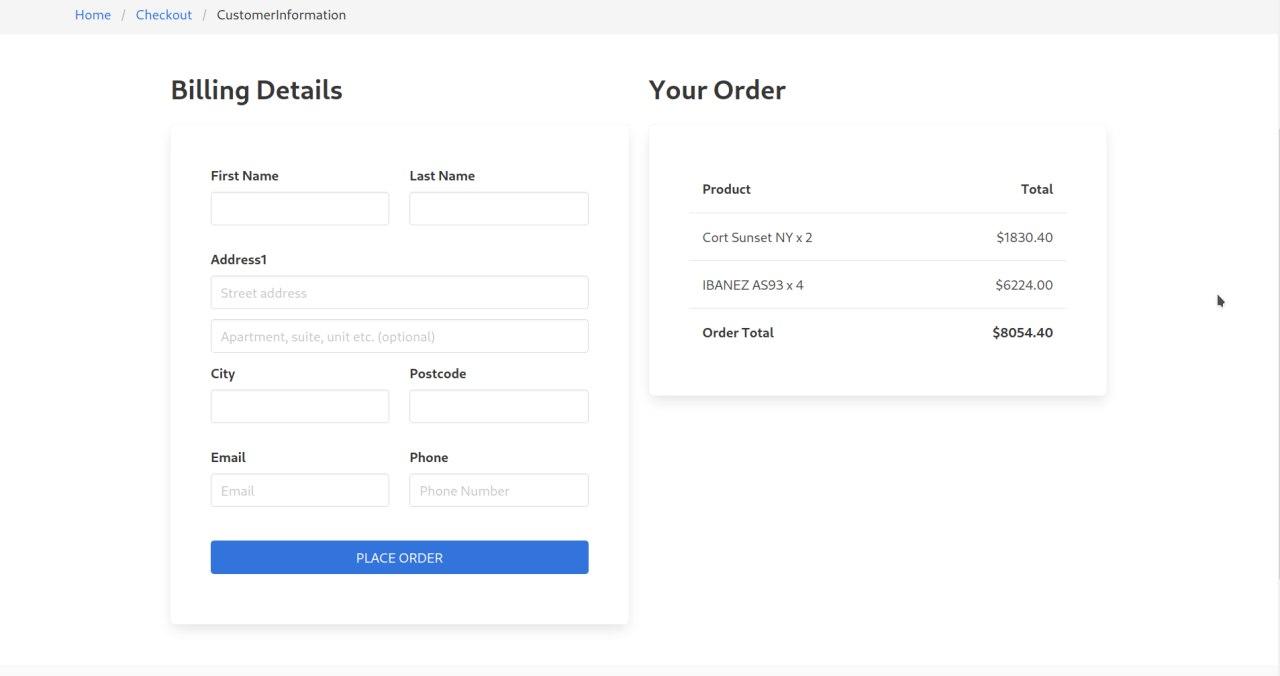 Home / Checkout / CustomerInformation
Billing Details
First Name Last Name
Address1
Street address
Apartment, suite, unit etc. (optional)
City Postcode
Email Phone
Email Phone Number
PLACE ORDER
Your Order
Product Total
Cort Sunset NY x 2 $1830.40
IBANEZ AS93 x 4 $6224.00
Order Total $8054.40